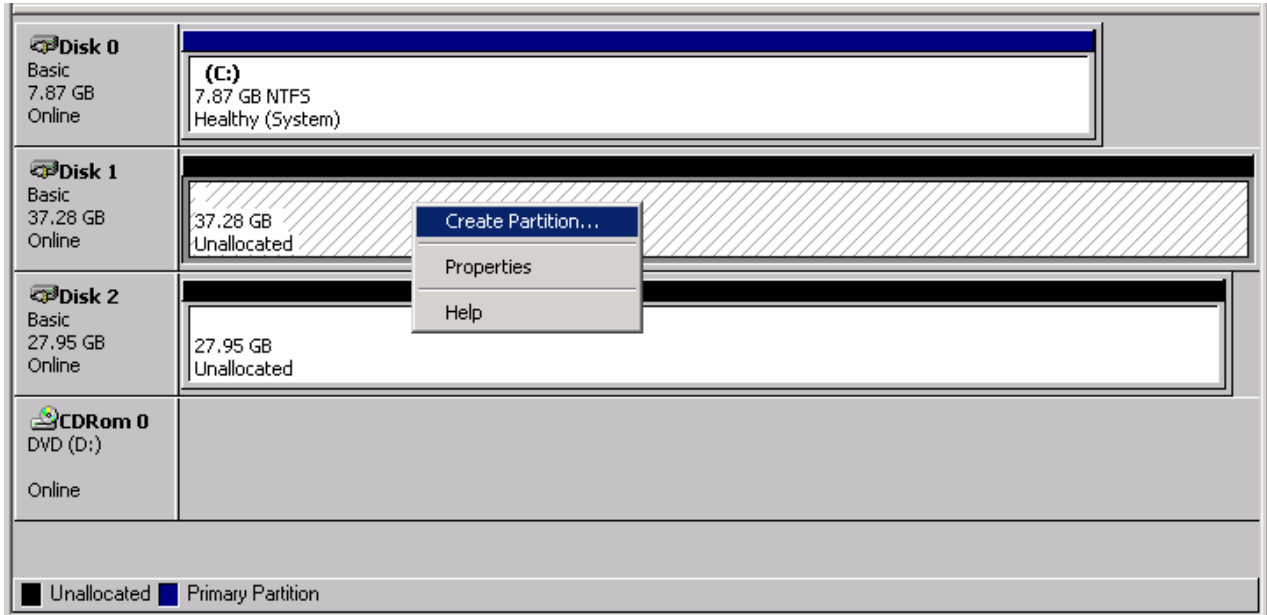 Disk 0
Basic
7.87 GB
Online
(C:)
7.87 GB NTFS
Healthy (System)
Disk 1
Basic
37.28 GB
Online
37.28 GB
Unallocated
Create Partition...
Properties
Help
Disk 2
Basic
27.95 GB
Online
27.95 GB
Unallocated
CDRom 0
DVD (D:)
Online
Unallocated Primary Partition